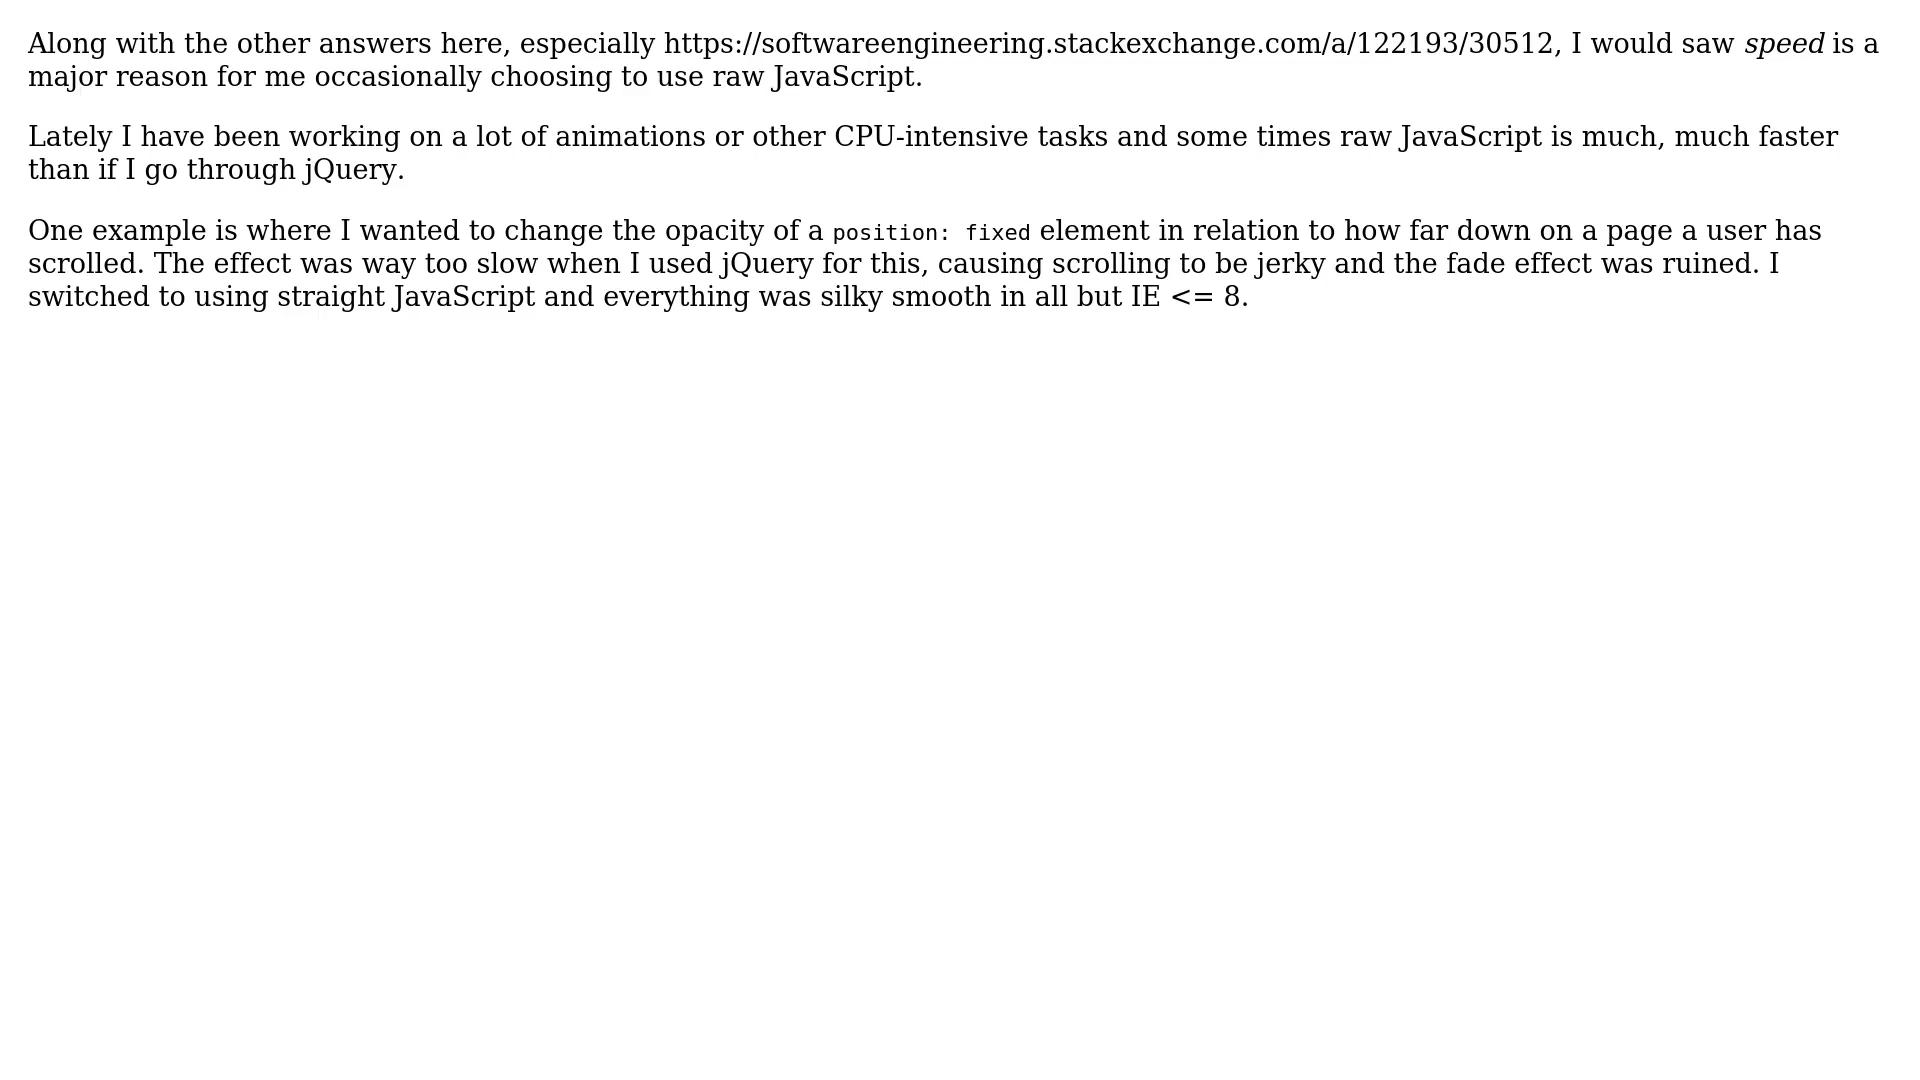 Along with the other answers here, especially https://softwareengineering.stackexchange.com/a/122193/30512, I would saw speed is a
major reason for me occasionally choosing to use raw JavaScript.
Lately I have been working on a lot of animations or other CPU-intensive tasks and some times raw JavaScript is much, much faster
than if I go through jQuery.
One example is where I wanted to change the opacity of a position: fixed element in relation to how far down on a page a user has
scrolled. The effect was way too slow when I used jQuery for this, causing scrolling to be jerky and the fade effect was ruined. I
switched to using straight JavaScript and everything was silky smooth in all but IE <= 8.